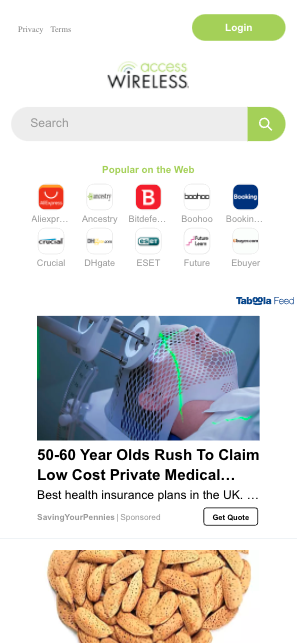 Privacy Terms
Login
access
WIRELESS.
Search
Popular on the Web
AliExpress
ancestry
B
boohoo
Booking
Aliexpr...
Ancestry
Bitdefe...
Boohoo
Bookin...
crucial
DHgate.com
eseT
Future
Learn
ebuyer.com
Crucial
DHgate
ESET
Future
Ebuyer
Taboola Feed
50-60 Year Olds Rush To Claim
Low Cost Private Medical...
Best health insurance plans in the UK. ...
SavingYourPennies | Sponsored
Get Quote